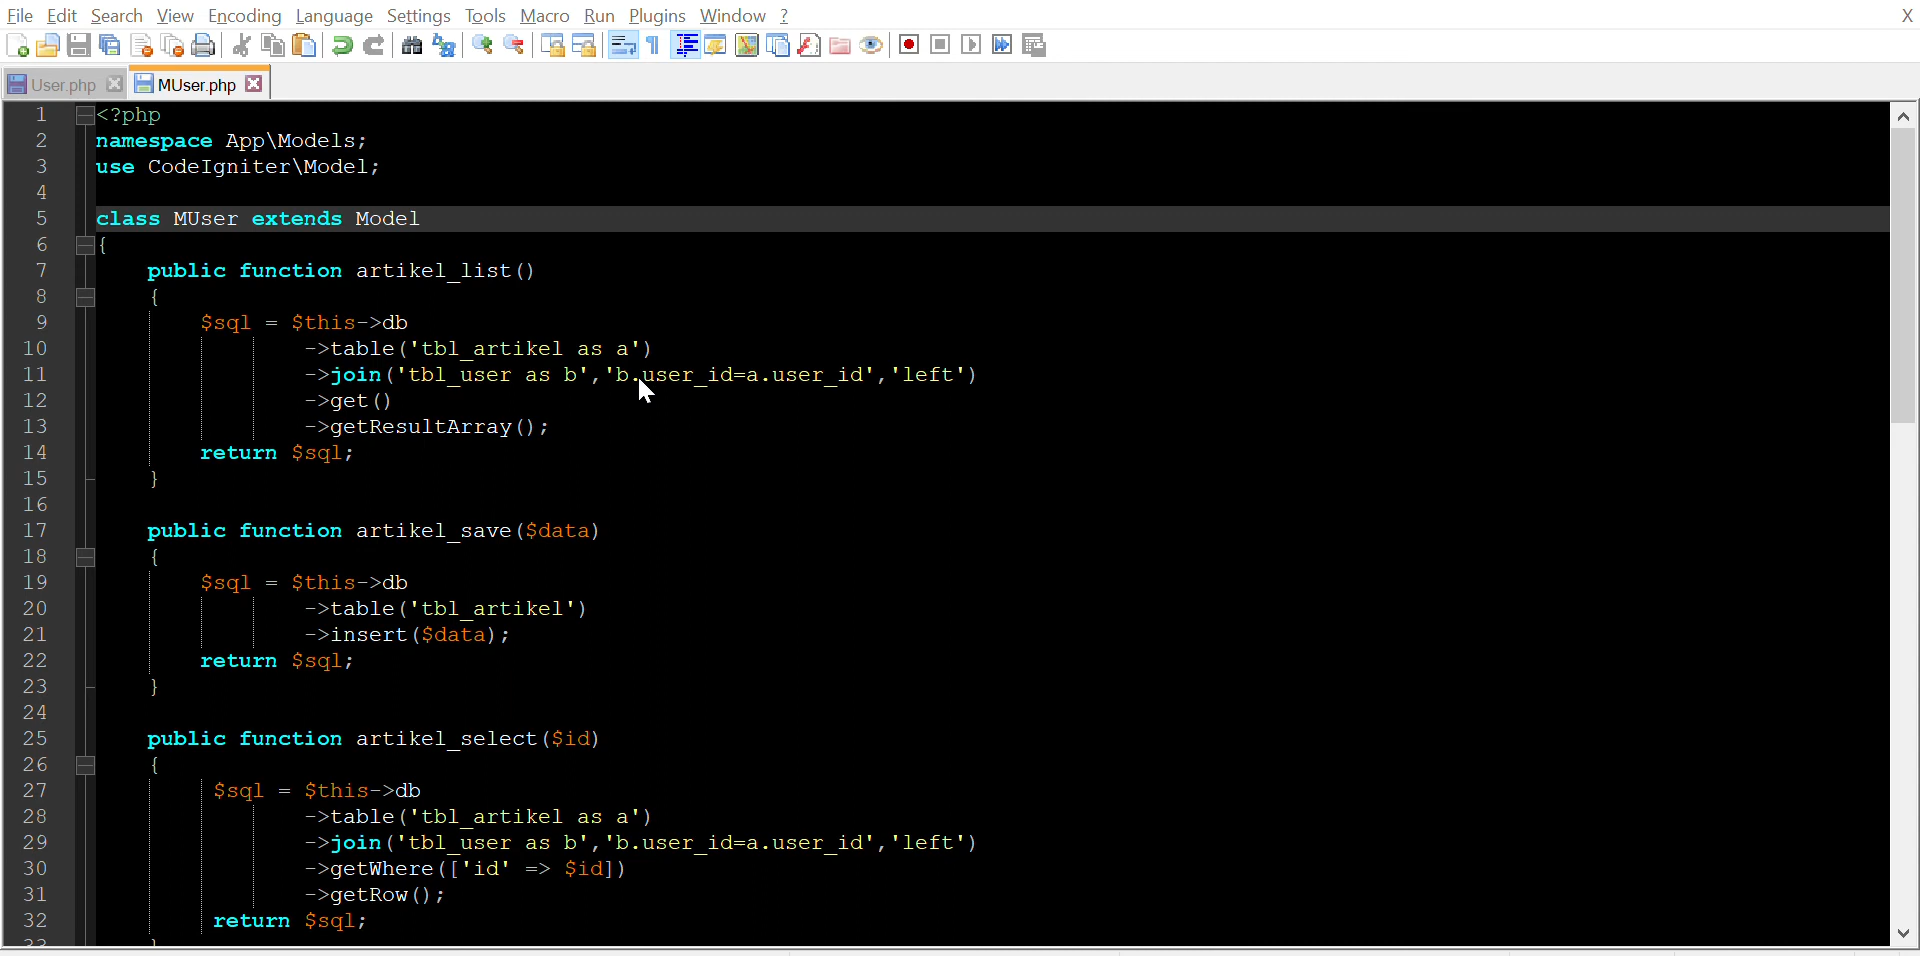 File Edit Search View Encoding Language Settings Tools Macro Run Plugins Window ? X
User.php MUser.php
1 <?php
2 namespace App\Models;
3 use CodeIgniter\Model;
4
5 class MUser extends Model
6 {
7 public function artikel_list()
8 {
9 $sql = $this->db
10 ->table('tbl_artikel as a')
11 ->join('tbl_user as b','b.user_id=a.user_id','left')
12 ->get()
13 ->getResultArray();
14 return $sql;
15 }
16
17 public function artikel_save($data)
18 {
19 $sql = $this->db
20 ->table('tbl_artikel')
21 ->insert($data);
22 return $sql;
23 }
24
25 public function artikel_select($id)
26 {
27 $sql = $this->db
28 ->table('tbl_artikel as a')
29 ->join('tbl_user as b','b.user_id=a.user_id','left')
30 ->getWhere(['id' => $id])
31 ->getRow();
32 return $sql;
33 }